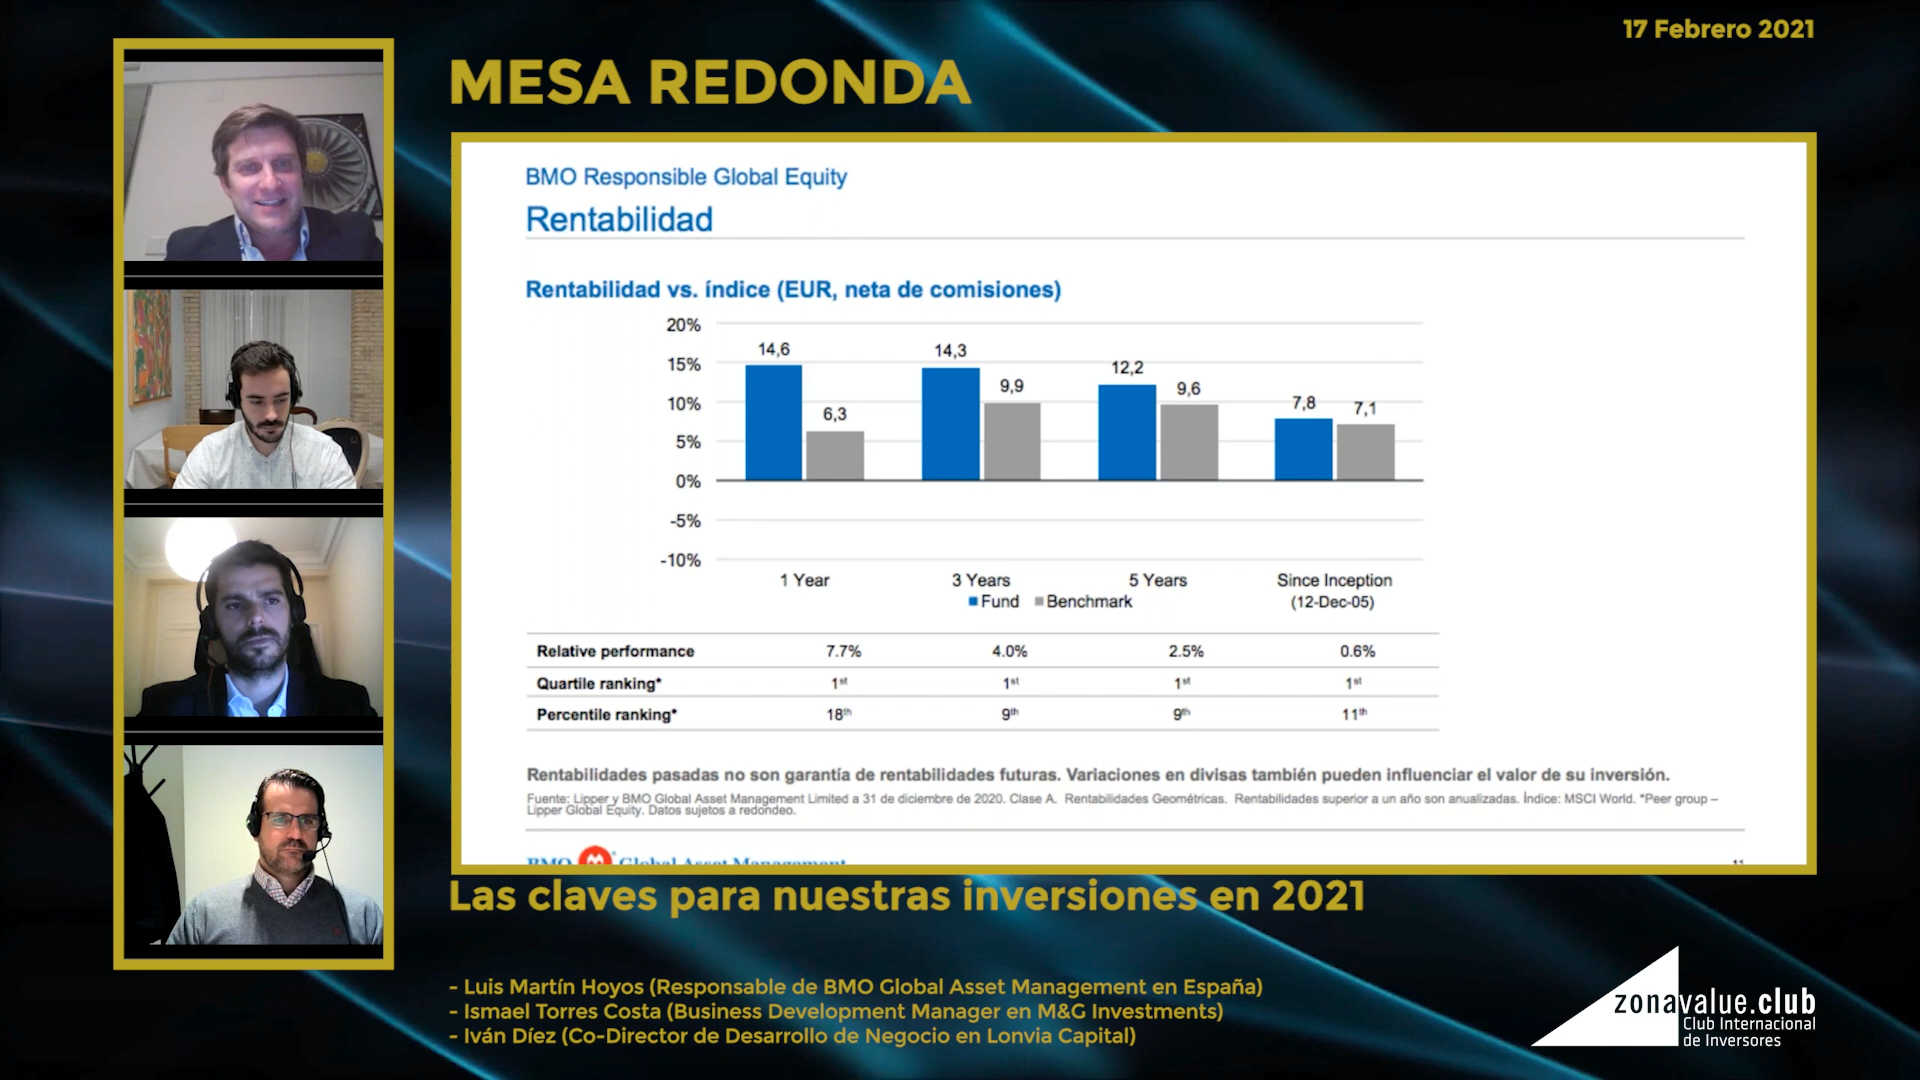 17 Febrero 2021
MESA REDONDA
BMO Responsible Global Equity
Rentabilidad
Rentabilidad vs. índice (EUR, neta de comisiones)
20%
15%
10%
5%
0%
-5%
-10%
14,6
6,3
14,3
9,9
12,2
9,6
7,8
7,1
1 Year
3 Years
5 Years
Since Inception
(12-Dec-05)
Fund
Benchmark
Relative performance 7.7% 4.0% 2.5% 0.6%
Quartile ranking* 1st 1st 1st 1st
Percentile ranking* 18th 9th 9th 11th
Rentabilidades pasadas no son garantía de rentabilidades futuras. Variaciones en divisas también pueden influenciar el valor de su inversión.
Fuente: Lipper y BMO Global Asset Management Limited a 31 de diciembre de 2020. Clase A. Rentabilidades Geométricas. Rentabilidades superior a un año son anualizadas. Índice: MSCI World. *Peer group –
Lipper Global Equity. Datos sujetos a redondeo.
BMO Global Asset Management
11
Las claves para nuestras inversiones en 2021
- Luis Martín Hoyos (Responsable de BMO Global Asset Management en España)
- Ismael Torres Costa (Business Development Manager en M&G Investments)
- Iván Díez (Co-Director de Desarrollo de Negocio en Lonvia Capital)
zonavalue.club
Club Internacional
de Inversores